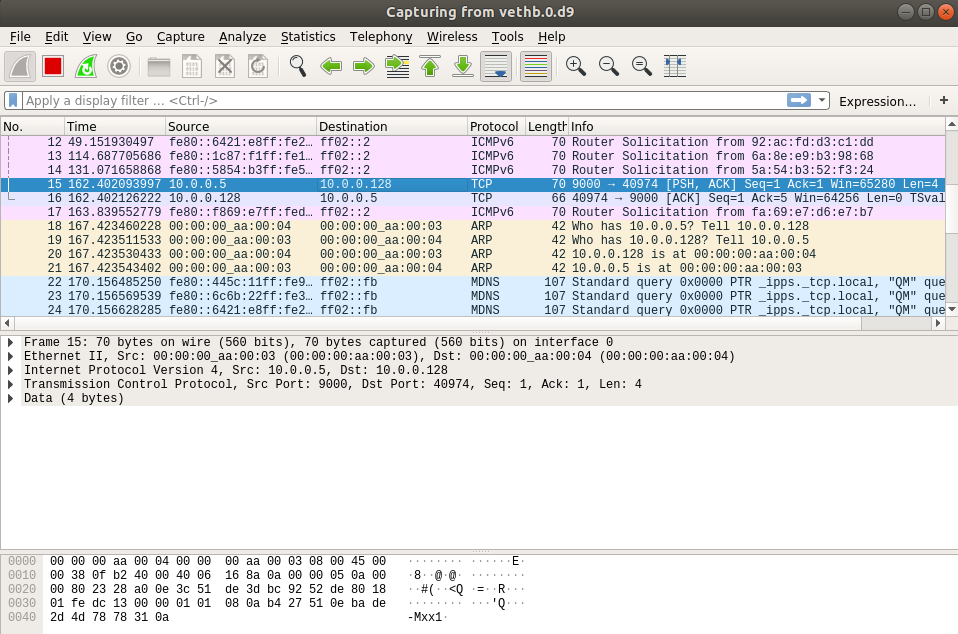 Capturing from vethb.0.d9
File Edit View Go Capture Analyze Statistics Telephony Wireless Tools Help
Apply a display filter … <Ctrl-/> Expression… +
No. Time Source Destination Protocol Length Info
12 49.151930497 fe80::6421:e8ff:fe2… ff02::2 ICMPv6 70 Router Solicitation from 92:ac:fd:d3:c1:dd
13 114.687705686 fe80::1c87:f1ff:fe1… ff02::2 ICMPv6 70 Router Solicitation from 6a:8e:e9:b3:98:68
14 131.071658868 fe80::5854:b3ff:fe5… ff02::2 ICMPv6 70 Router Solicitation from 5a:54:b3:52:f3:24
15 162.402093997 10.0.0.5 10.0.0.128 TCP 70 9000 → 40974 [PSH, ACK] Seq=1 Ack=1 Win=65280 Len=4
16 162.402126222 10.0.0.128 10.0.0.5 TCP 66 40974 → 9000 [ACK] Seq=1 Ack=5 Win=64256 Len=0 TSval
17 163.839552779 fe80::f869:e7ff:fed… ff02::2 ICMPv6 70 Router Solicitation from fa:69:e7:d6:e7:b7
18 167.423460228 00:00:00_aa:00:04 00:00:00_aa:00:03 ARP 42 Who has 10.0.0.5? Tell 10.0.0.128
19 167.423511533 00:00:00_aa:00:03 00:00:00_aa:00:04 ARP 42 Who has 10.0.0.128? Tell 10.0.0.5
20 167.423530433 00:00:00_aa:00:04 00:00:00_aa:00:03 ARP 42 10.0.0.128 is at 00:00:00:aa:00:04
21 167.423543402 00:00:00_aa:00:03 00:00:00_aa:00:04 ARP 42 10.0.0.5 is at 00:00:00:aa:00:03
22 170.156485250 fe80::445c:11ff:fe9… ff02::fb MDNS 107 Standard query 0x0000 PTR _ipps._tcp.local, "QM" que
23 170.156569539 fe80::6c6b:22ff:fe3… ff02::fb MDNS 107 Standard query 0x0000 PTR _ipps._tcp.local, "QM" que
24 170.156628285 fe80::6421:e8ff:fe2… ff02::fb MDNS 107 Standard query 0x0000 PTR _ipps._tcp.local, "QM" que
Frame 15: 70 bytes on wire (560 bits), 70 bytes captured (560 bits) on interface 0
Ethernet II, Src: 00:00:00_aa:00:03 (00:00:00:aa:00:03), Dst: 00:00:00_aa:00:04 (00:00:00:aa:00:04)
Internet Protocol Version 4, Src: 10.0.0.5, Dst: 10.0.0.128
Transmission Control Protocol, Src Port: 9000, Dst Port: 40974, Seq: 1, Ack: 1, Len: 4
Data (4 bytes)
0000 00 00 00 aa 00 04 00 00 00 aa 00 03 08 00 45 00 ········ ······E·
0010 00 38 0f b2 40 00 40 06 16 8a 0a 00 00 05 0a 00 ·8··@·@· ········
0020 00 80 23 28 a0 0e 3c 51 de 3d bc 92 52 de 80 18 ··#(··<Q ·=··R···
0030 01 fe dc 13 00 00 01 01 08 0a b4 27 51 0e ba de ········ ···'Q···
0040 2d 4d 78 78 31 0a -Mxx1·